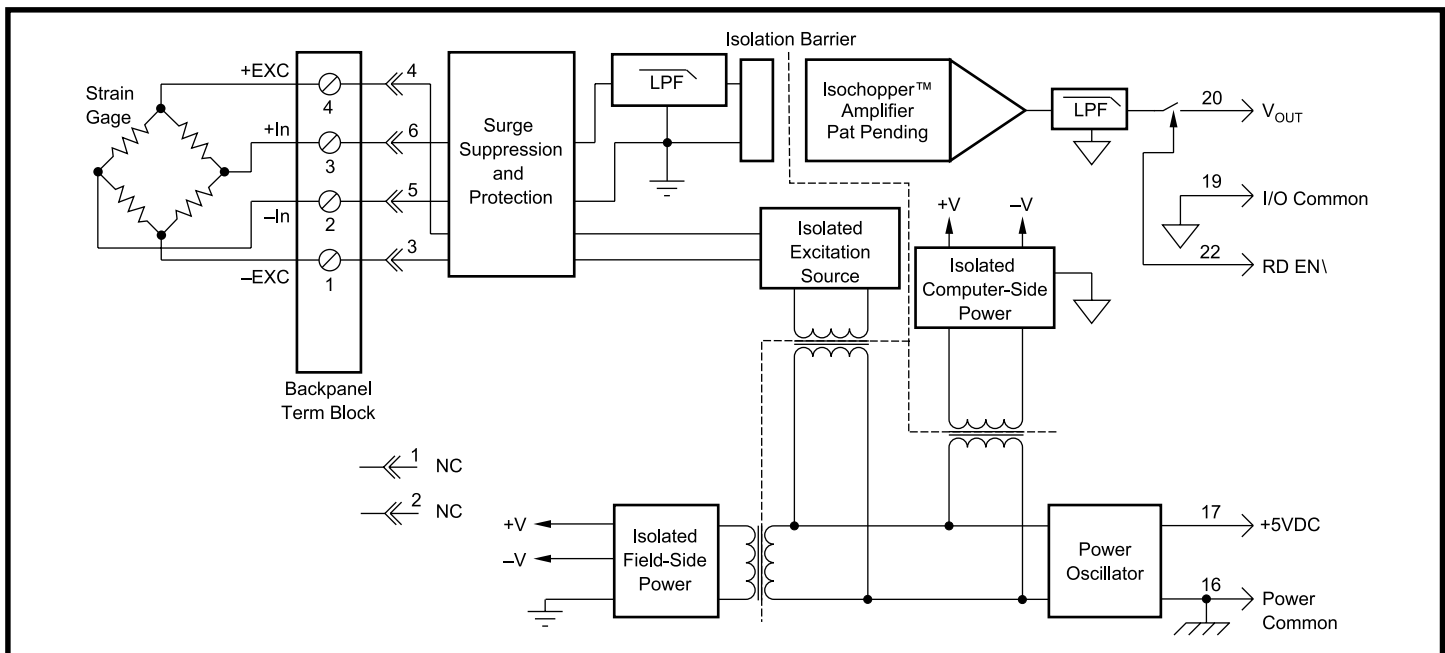 Strain
Gage
+EXC
+In
–In
–EXC
4
3
2
1
4
6
5
3
Backpanel
Term Block
Surge
Suppression
and
Protection
LPF
Isolation Barrier
Isochopper™
Amplifier
Pat Pending
LPF
20
V_OUT
19
I/O Common
22
RD EN\
Isolated
Excitation
Source
+V
–V
Isolated
Computer-Side
Power
1
NC
2
NC
+V
–V
Isolated
Field-Side
Power
Power
Oscillator
17
+5VDC
16
Power
Common